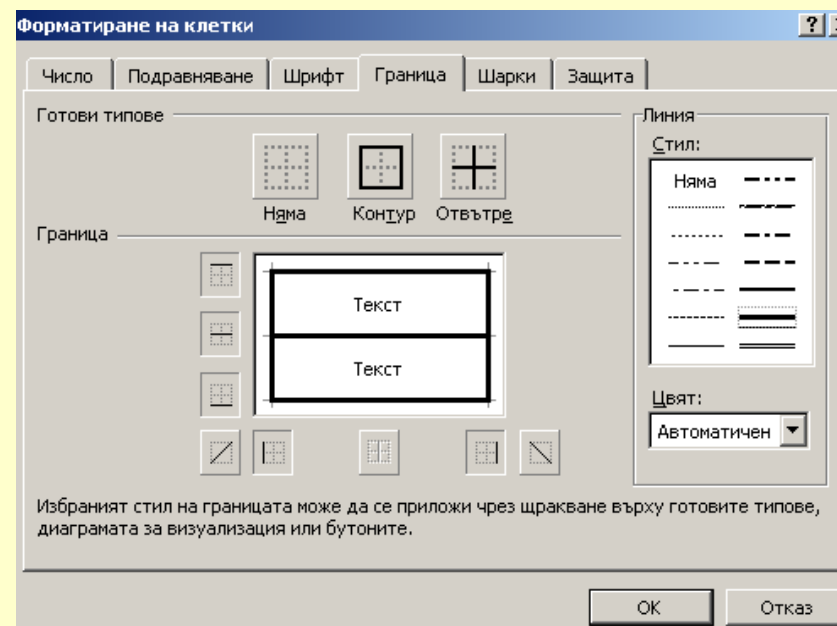 Форматиране на клетки
Число Подравняване Шрифт Граница Шарки Защита
Готови типове
Няма Контур Отвътре
Граница
Текст
Текст
Линия
Стил:
Няма
Цвят:
Автоматичен
Избраният стил на границата може да се приложи чрез щракване върху готовите типове,
диаграмата за визуализация или бутоните.
OK Отказ